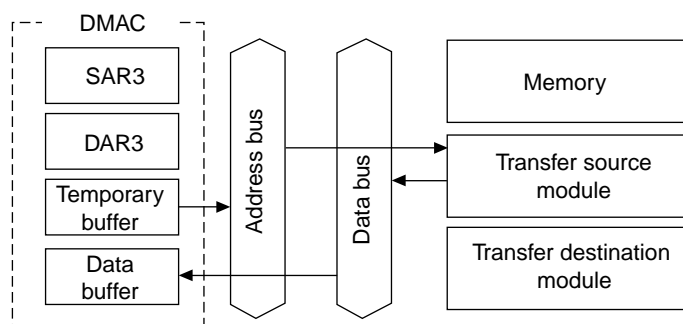 DMAC
SAR3
DAR3
Temporary
buffer
Data
buffer
Address bus
Data bus
Memory
Transfer source
module
Transfer destination
module